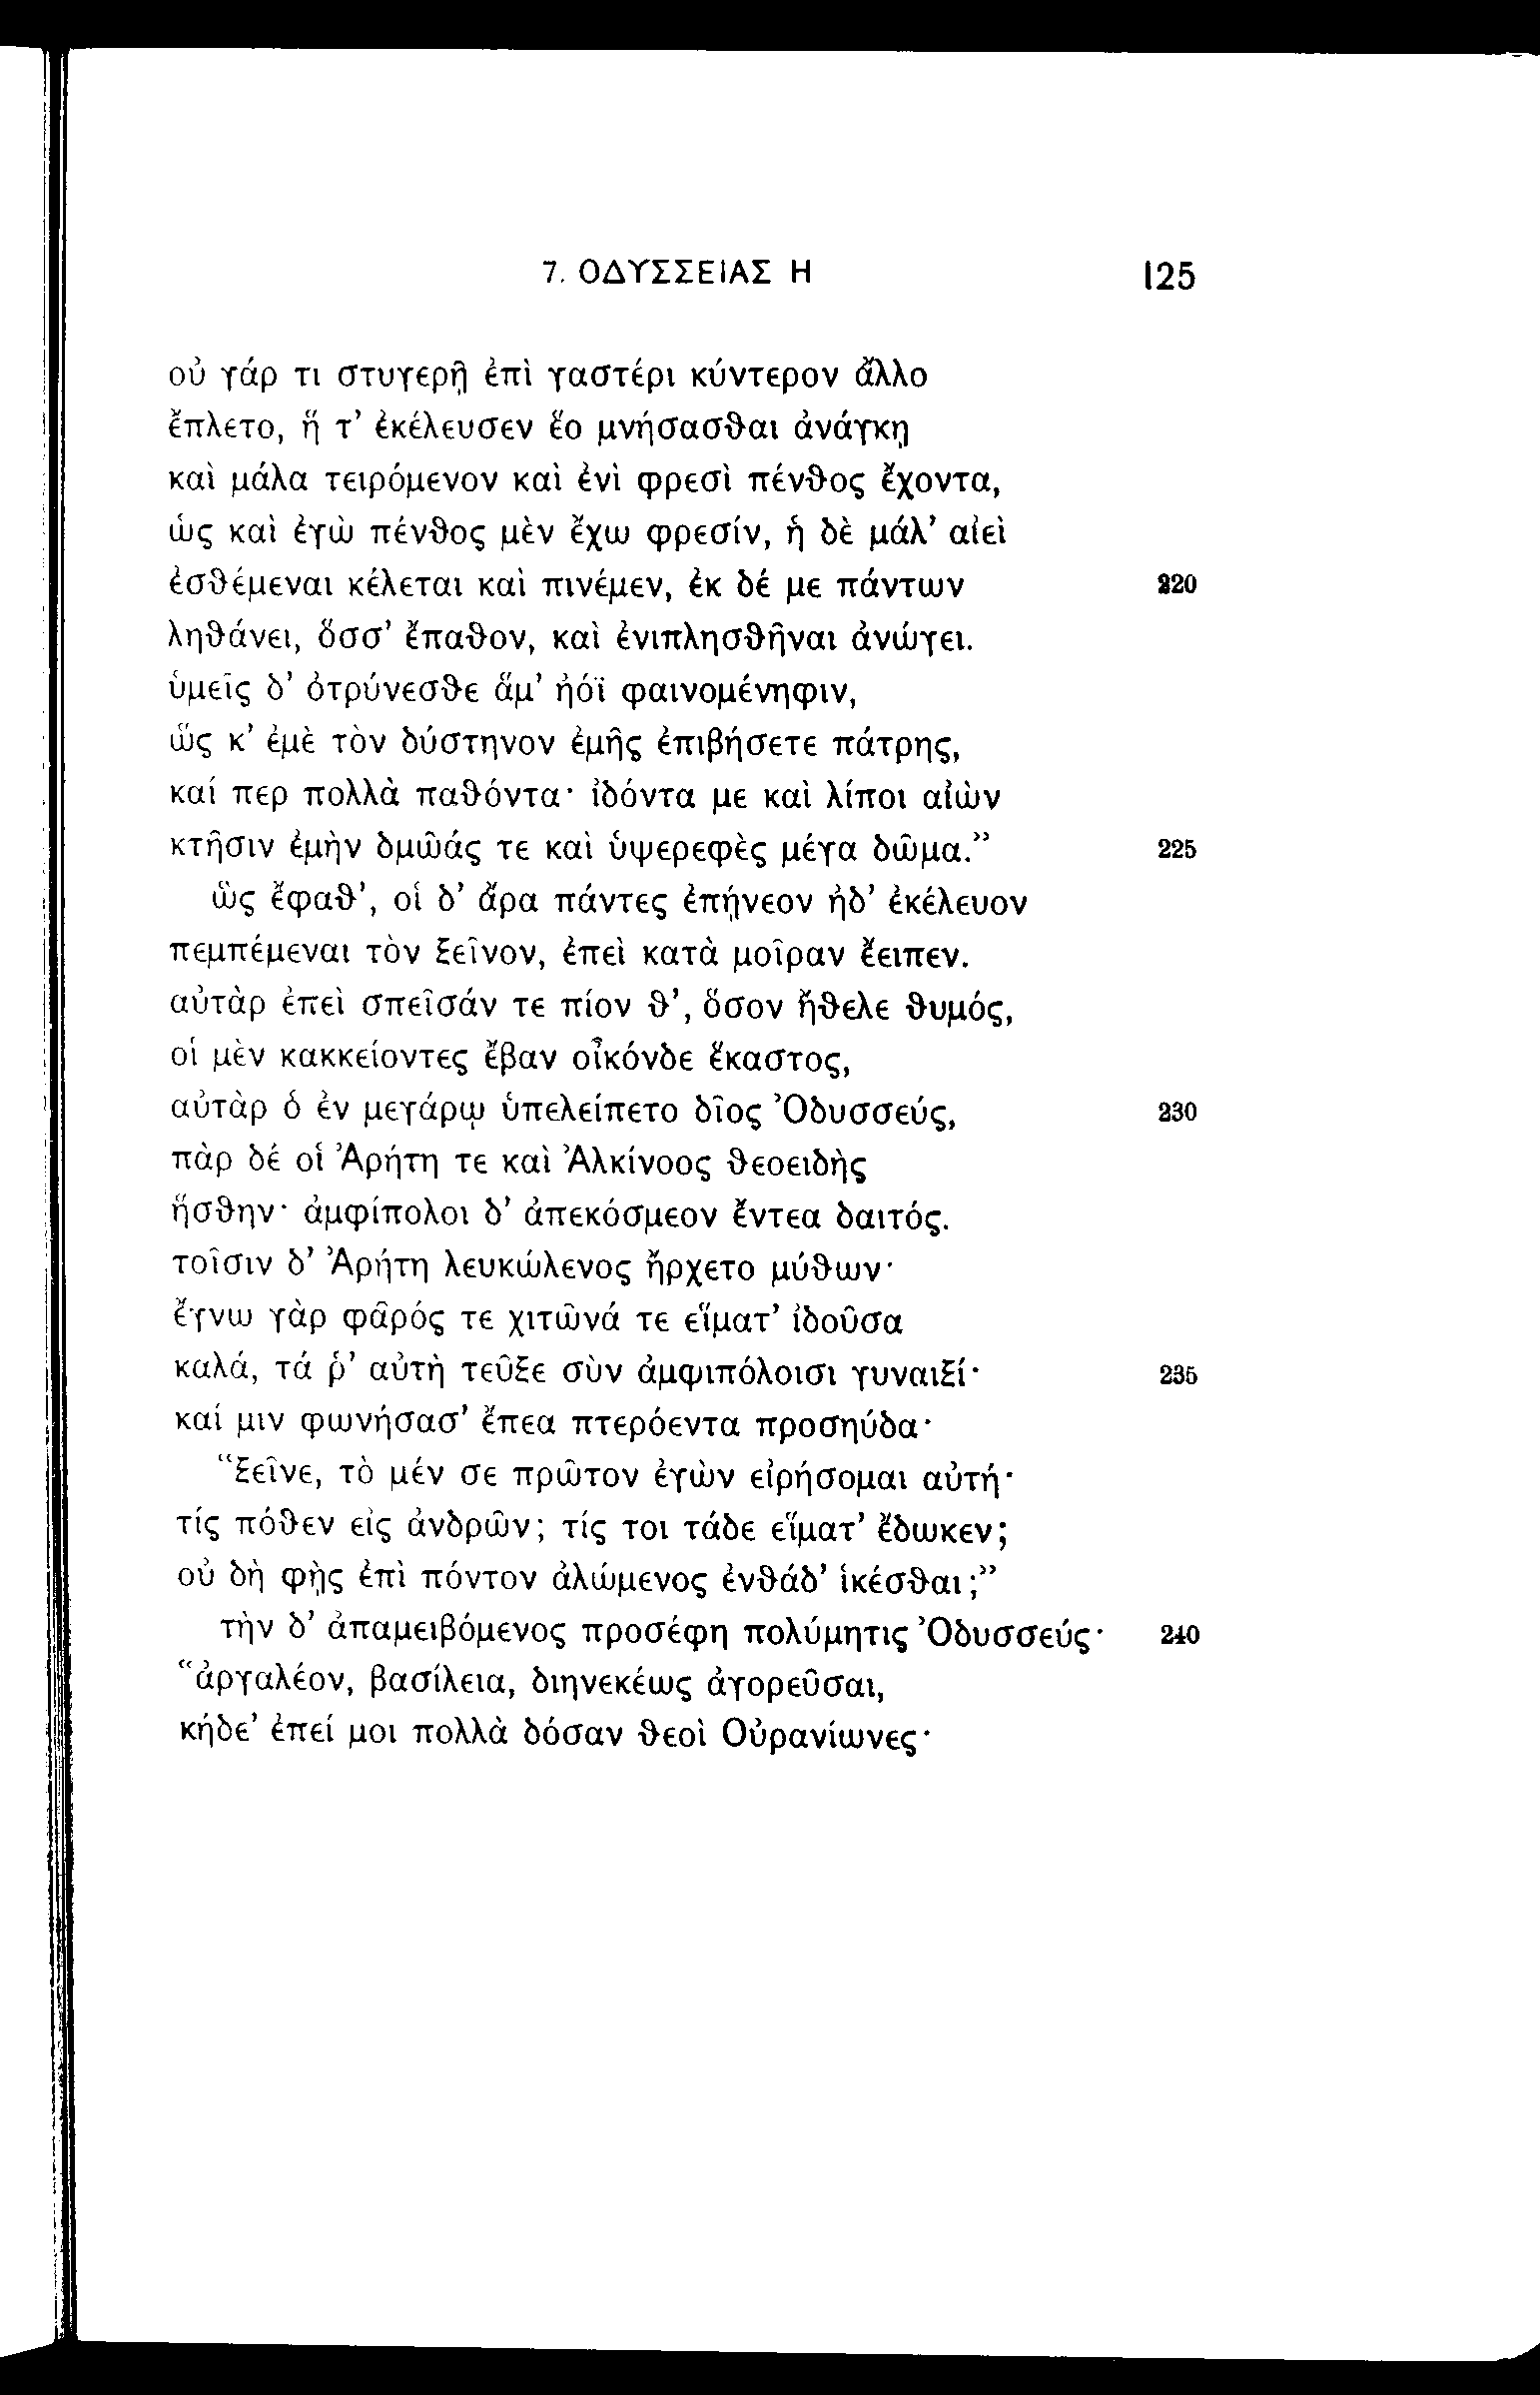 7. ΟΔΥΣΣΕΙΑΣ Η 125
οὐ γάρ τι στυγερῇ ἐπὶ γαστέρι κύντερον ἄλλο
ἔπλετο, ἥ τ’ ἐκέλευσεν ἕο μνήσασθαι ἀνάγκῃ
καὶ μάλα τειρόμενον καὶ ἐνὶ φρεσὶ πένθος ἔχοντα,
ὡς καὶ ἐγὼ πένθος μὲν ἔχω φρεσίν, ἡ δὲ μάλ’ αἰεὶ
ἐσθέμεναι κέλεται καὶ πινέμεν, ἐκ δέ με πάντων 220
ληθάνει, ὅσσ’ ἔπαθον, καὶ ἐνιπλησθῆναι ἀνώγει.
ὑμεῖς δ’ ὀτρύνεσθε ἅμ’ ἠόϊ φαινομένηφιν,
ὥς κ’ ἐμὲ τὸν δύστηνον ἐμῆς ἐπιβήσετε πάτρης,
καί περ πολλὰ παθόντα· ἰδόντα με καὶ λίποι αἰὼν
κτῆσιν ἐμὴν δμῶάς τε καὶ ὑψερεφὲς μέγα δῶμα.” 225
ὣς ἔφαθ’, οἱ δ’ ἄρα πάντες ἐπῄνεον ἠδ’ ἐκέλευον
πεμπέμεναι τὸν ξεῖνον, ἐπεὶ κατὰ μοῖραν ἔειπεν.
αὐτὰρ ἐπεὶ σπεῖσάν τε πίον θ’, ὅσον ἤθελε θυμός,
οἱ μὲν κακκείοντες ἔβαν οἶκόνδε ἕκαστος,
αὐτὰρ ὁ ἐν μεγάρῳ ὑπελείπετο δῖος Ὀδυσσεύς, 230
πὰρ δέ οἱ Ἀρήτη τε καὶ Ἀλκίνοος θεοειδὴς
ἥσθην· ἀμφίπολοι δ’ ἀπεκόσμεον ἔντεα δαιτός.
τοῖσιν δ’ Ἀρήτη λευκώλενος ἤρχετο μύθων·
ἔγνω γὰρ φᾶρός τε χιτῶνά τε εἵματ’ ἰδοῦσα
καλά, τά ῥ’ αὐτὴ τεῦξε σὺν ἀμφιπόλοισι γυναιξί· 235
καί μιν φωνήσασ’ ἔπεα πτερόεντα προσηύδα·
“ξεῖνε, τὸ μέν σε πρῶτον ἐγὼν εἰρήσομαι αὐτή·
τίς πόθεν εἰς ἀνδρῶν; τίς τοι τάδε εἵματ’ ἔδωκεν;
οὐ δὴ φῂς ἐπὶ πόντον ἀλώμενος ἐνθάδ’ ἱκέσθαι;”
τὴν δ’ ἀπαμειβόμενος προσέφη πολύμητις Ὀδυσσεύς· 240
“ἀργαλέον, βασίλεια, διηνεκέως ἀγορεῦσαι,
κήδε’ ἐπεί μοι πολλὰ δόσαν θεοὶ Οὐρανίωνες·